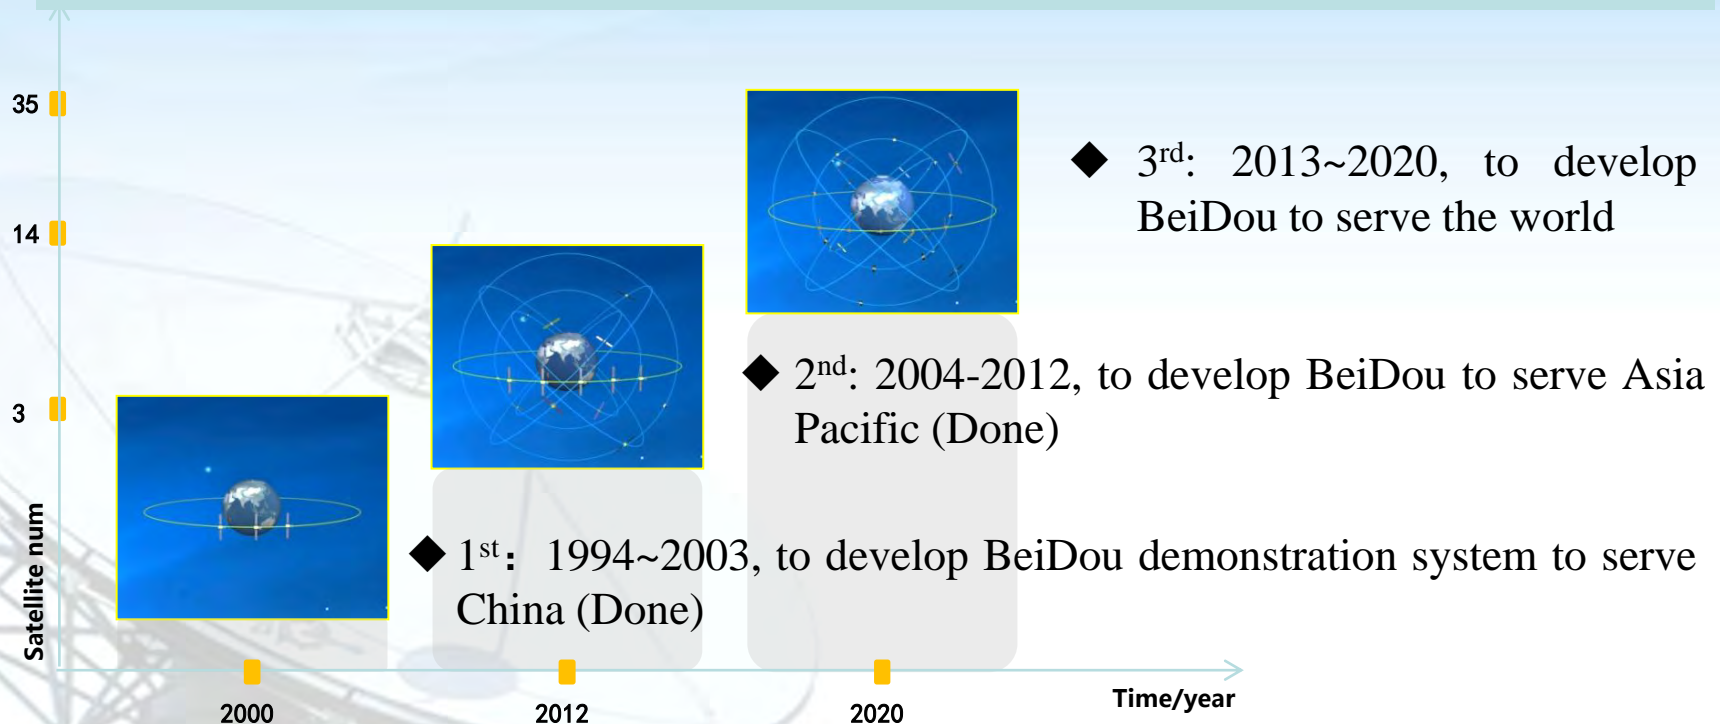 35
3rd: 2013~2020, to develop
BeiDou to serve the world
14
2nd: 2004-2012, to develop BeiDou to serve Asia
Pacific (Done)
3
1st： 1994~2003, to develop BeiDou demonstration system to serve
China (Done)
Satellite num
2000
2012
2020
Time/year